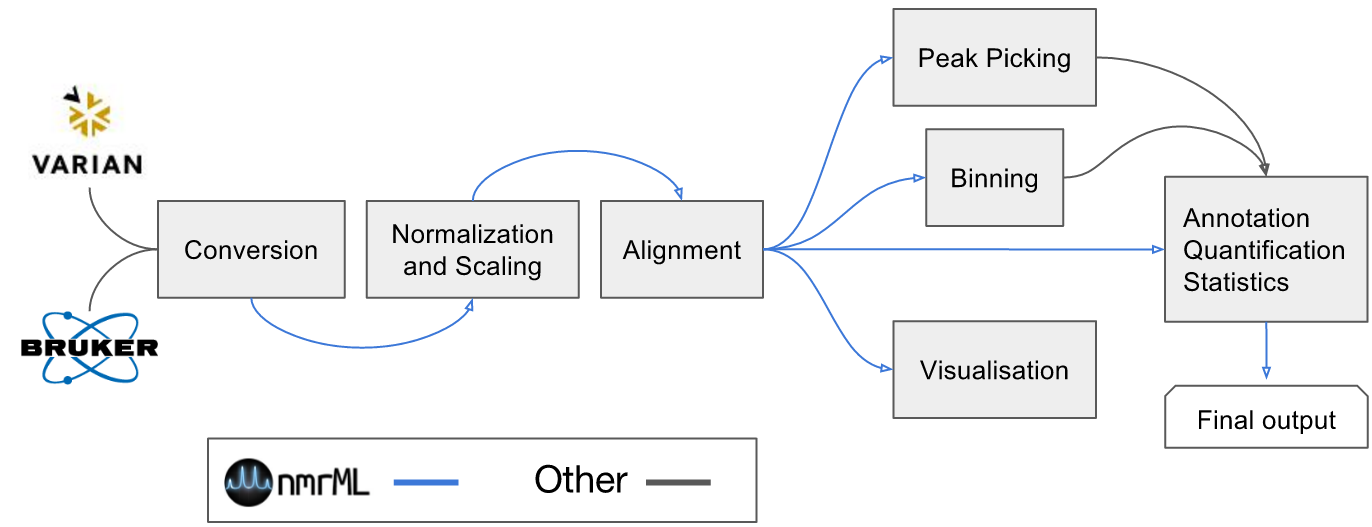 VARIAN
BRUKER
Conversion
Normalization
and Scaling
Alignment
Peak Picking
Binning
Visualisation
Annotation
Quantification
Statistics
Final output
nmrML
Other